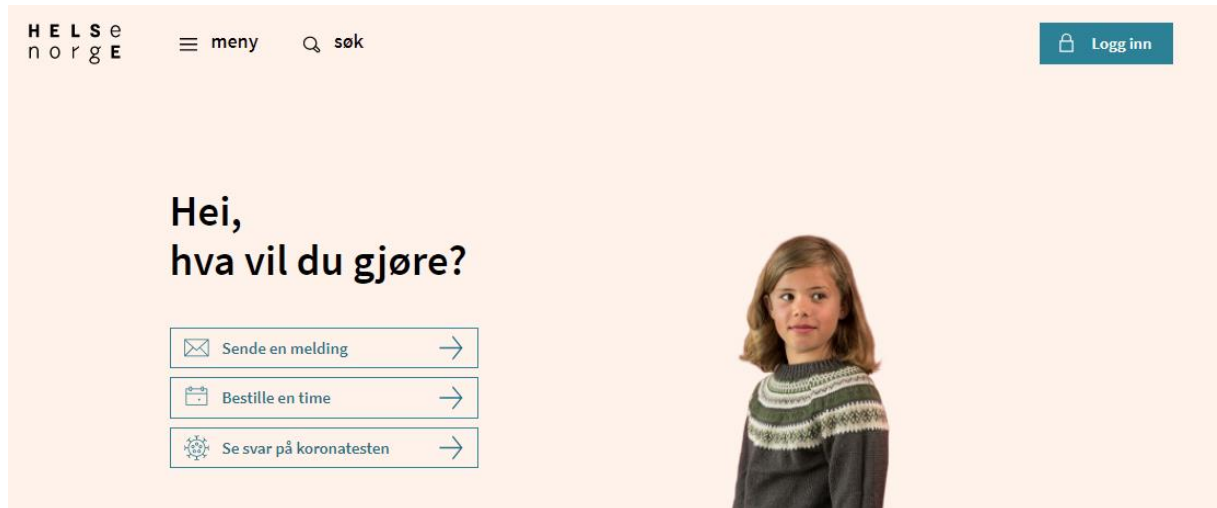 HELSe
norgE
meny
søk
Logg inn
Hei,
hva vil du gjøre?
Sende en melding
Bestille en time
Se svar på koronatesten